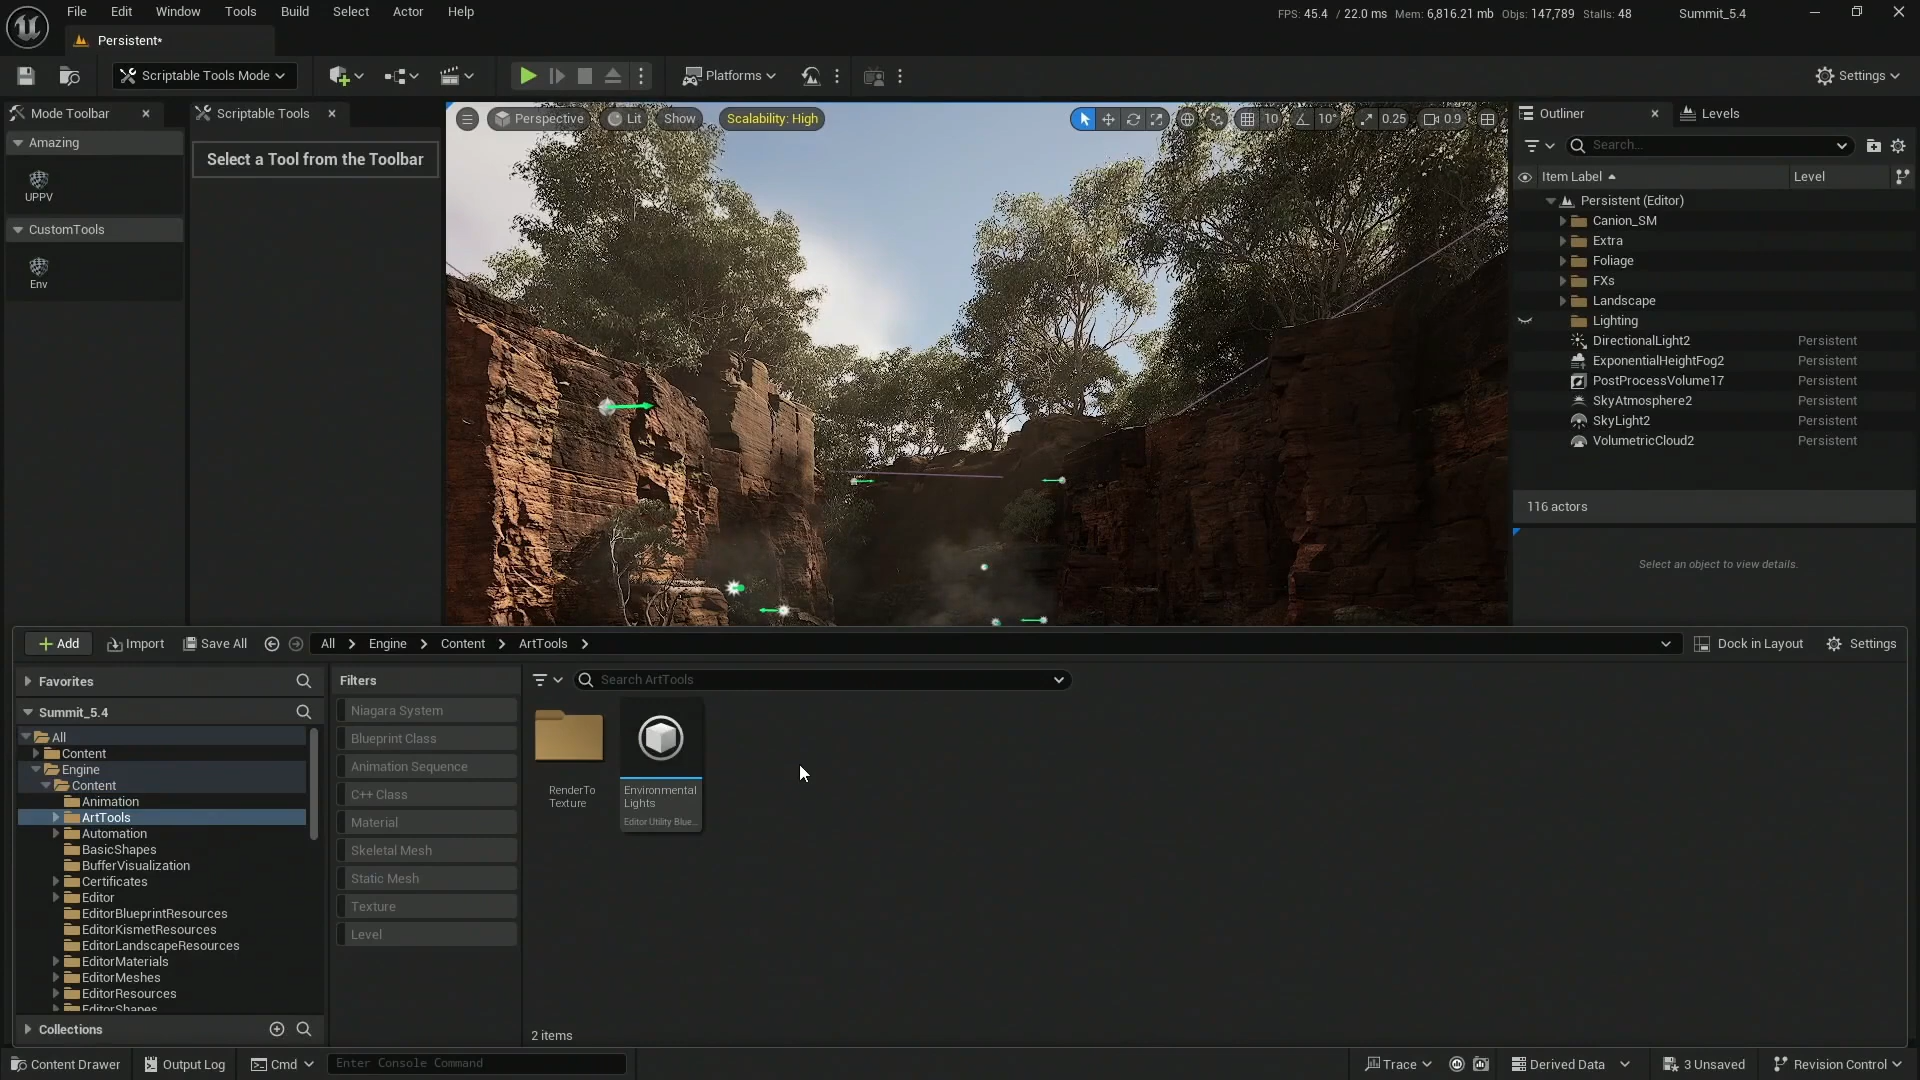 File Edit Window Tools Build Select Actor Help
FPS: 45.4 / 22.0 ms Mem: 6,816.21 mb Objs: 147,789 Stalls: 48
Summit_5.4
Persistent*
Scriptable Tools Mode
Platforms
Settings
Mode Toolbar
Scriptable Tools
Amazing
UPPV
CustomTools
Env
Select a Tool from the Toolbar
Perspective
Lit
Show
Scalability: High
10
10°
0.25
0.9
Outliner
Levels
Search...
Item Label
Level
Persistent (Editor)
Canion_SM
Extra
Foliage
FXs
Landscape
Lighting
DirectionalLight2 Persistent
ExponentialHeightFog2 Persistent
PostProcessVolume17 Persistent
SkyAtmosphere2 Persistent
SkyLight2 Persistent
VolumetricCloud2 Persistent
116 actors
Select an object to view details.
Add
Import
Save All
All > Engine > Content > ArtTools >
Dock in Layout
Settings
Favorites
Summit_5.4
All
Content
Engine
Content
Animation
ArtTools
Automation
BasicShapes
BufferVisualization
Certificates
Editor
EditorBlueprintResources
EditorKismetResources
EditorLandscapeResources
EditorMaterials
EditorMeshes
EditorResources
EditorShapes
Collections
Filters
Niagara System
Blueprint Class
Animation Sequence
C++ Class
Material
Skeletal Mesh
Static Mesh
Texture
Level
Search ArtTools
RenderTo
Texture
Environmental
Lights
Editor Utility Blue...
2 items
Content Drawer
Output Log
Cmd
Enter Console Command
Trace
Derived Data
3 Unsaved
Revision Control